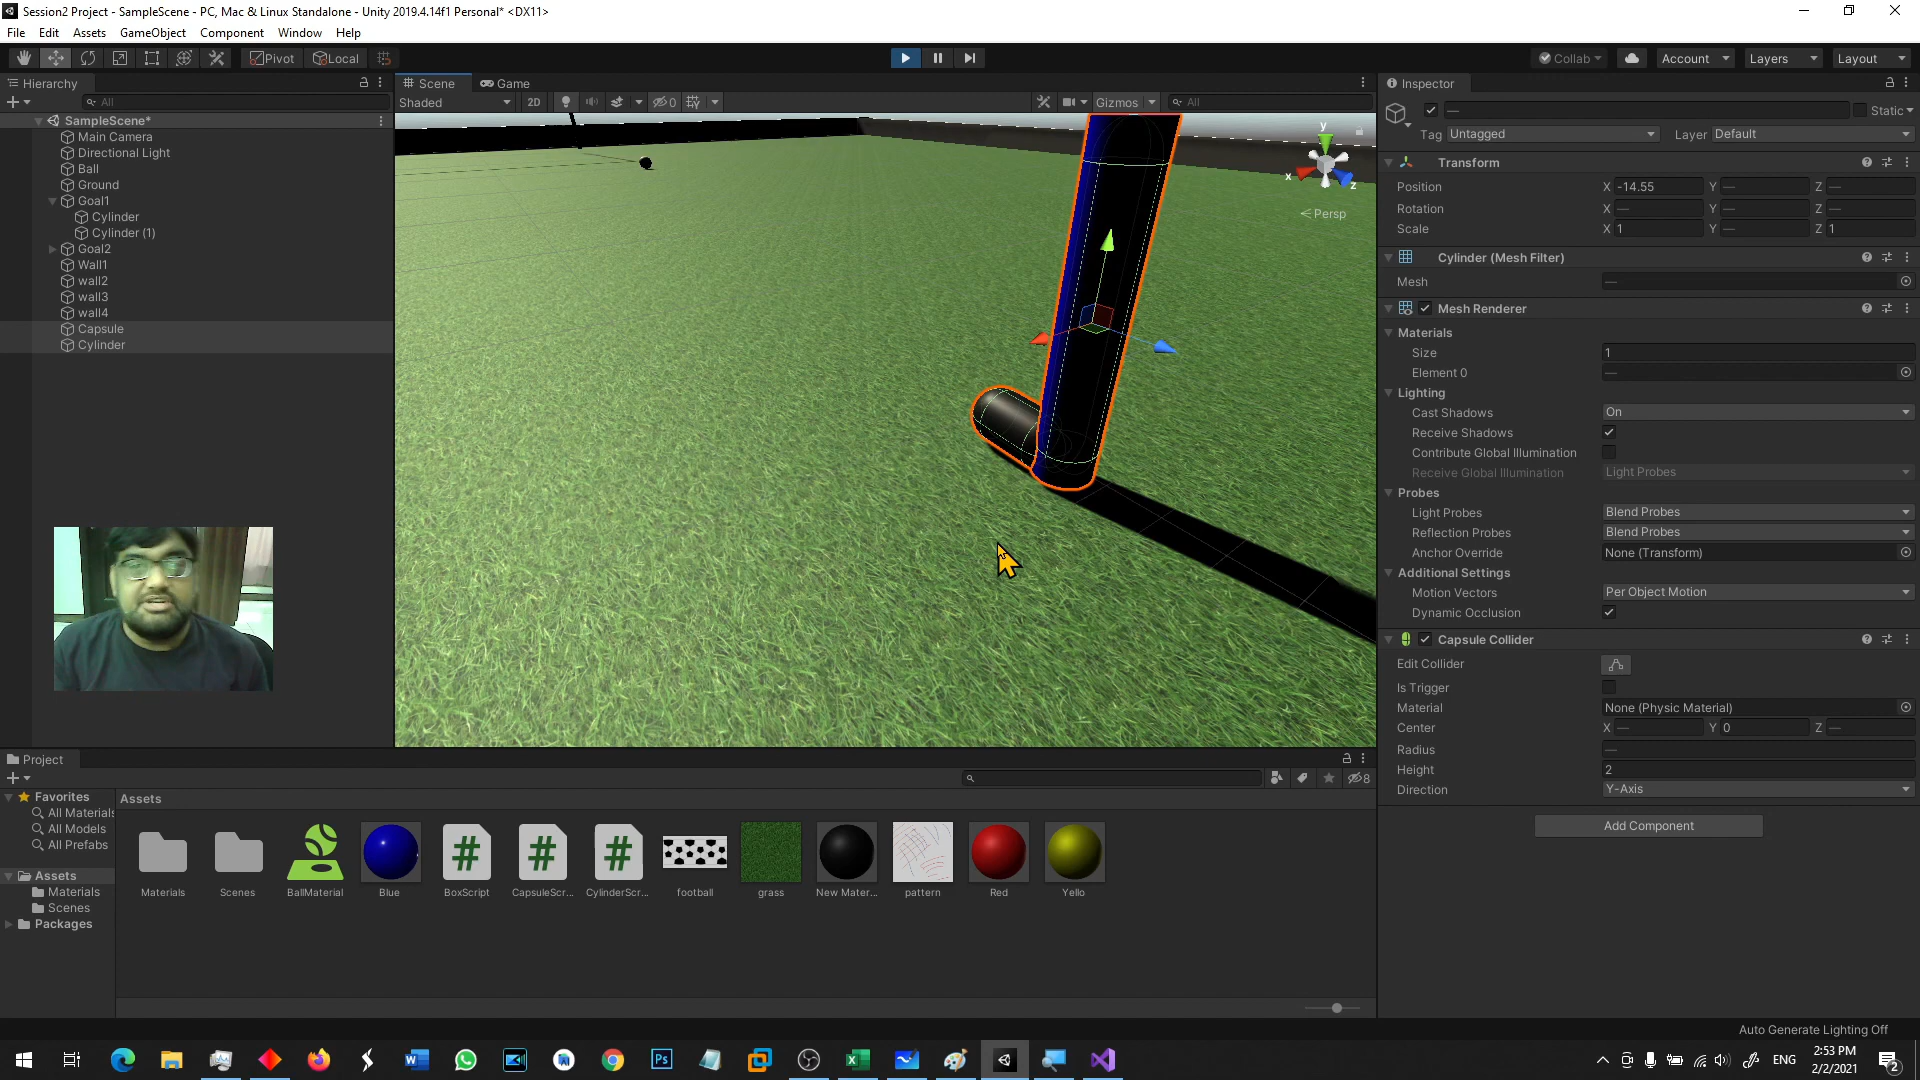 Session2 Project - SampleScene - PC, Mac & Linux Standalone - Unity 2019.4.14f1 Personal* <DX11>
File Edit Assets GameObject Component Window Help
Pivot Local Collab Account Layers Layout
Hierarchy
All
SampleScene*
Main Camera
Directional Light
Ball
Ground
Goal1
Cylinder
Cylinder (1)
Goal2
Wall1
wall2
wall3
wall4
Capsule
Cylinder
Scene Game
Shaded 2D 0 Gizmos All
y
x
z
Persp
Inspector
— Static
Tag Untagged Layer Default
Transform
Position X -14.55 Y — Z —
Rotation X — Y — Z —
Scale X 1 Y — Z 1
Cylinder (Mesh Filter)
Mesh —
Mesh Renderer
Materials
Size 1
Element 0 —
Lighting
Cast Shadows On
Receive Shadows
Contribute Global Illumination
Receive Global Illumination Light Probes
Probes
Light Probes Blend Probes
Reflection Probes Blend Probes
Anchor Override None (Transform)
Additional Settings
Motion Vectors Per Object Motion
Dynamic Occlusion
Capsule Collider
Edit Collider
Is Trigger
Material None (Physic Material)
Center X — Y 0 Z —
Radius —
Height 2
Direction Y-Axis
Add Component
Project
8
Favorites
All Materials
All Models
All Prefabs
Assets
Materials
Scenes
Packages
Assets
Materials Scenes BallMaterial Blue BoxScript CapsuleScr... CylinderScr... football grass New Mater... pattern Red Yello
Auto Generate Lighting Off
ENG
2:53 PM
2/2/2021
2